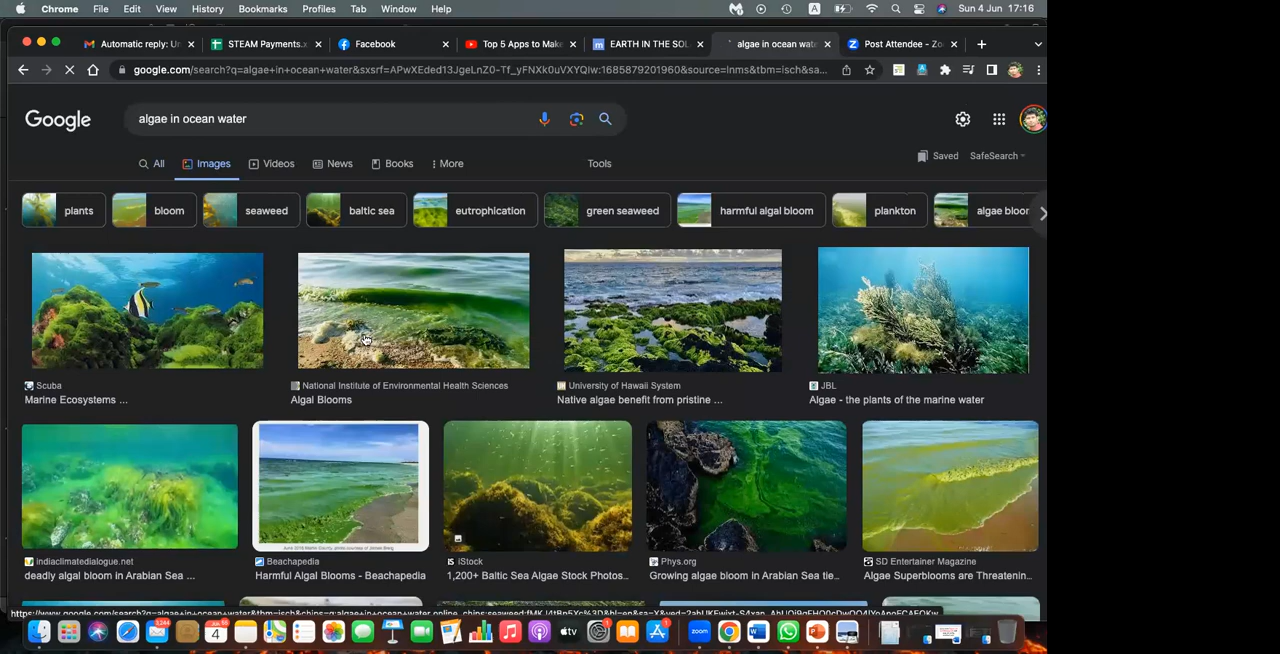 Chrome File Edit View History Bookmarks Profiles Tab Window Help A Sun 4 Jun 17:16
Automatic reply: Un STEAM Payments.x Facebook Top 5 Apps to Make EARTH IN THE SOL algae in ocean wate Post Attendee - Zo
google.com/search?q=algae+in+ocean+water&sxsrf=APwXEded13JgeLnZ0-Tf_yFNXk0uVXYQIw:1685879201960&source=lnms&tbm=isch&sa...
Google algae in ocean water
All Images Videos News Books More Tools Saved SafeSearch
plants bloom seaweed baltic sea eutrophication green seaweed harmful algal bloom plankton algae bloor
Scuba National Institute of Environmental Health Sciences University of Hawaii System JBL
Marine Ecosystems ... Algal Blooms Native algae benefit from pristine ... Algae - the plants of the marine water
indiaclimatedialogue.net Beachapedia iStock Phys.org SD Entertainer Magazine
deadly algal bloom in Arabian Sea ... Harmful Algal Blooms - Beachapedia 1,200+ Baltic Sea Algae Stock Photos... Growing algae bloom in Arabian Sea tie... Algae Superblooms are Threatenin...
4 zoom